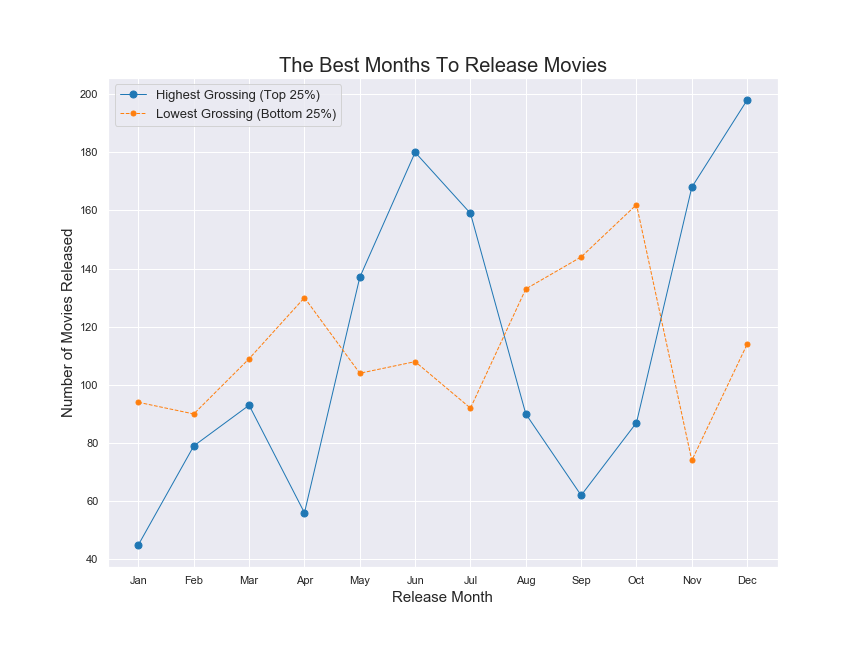 The Best Months To Release Movies
Highest Grossing (Top 25%)
Lowest Grossing (Bottom 25%)
Number of Movies Released
200
180
160
140
120
100
80
60
40
Jan Feb Mar Apr May Jun Jul Aug Sep Oct Nov Dec
Release Month